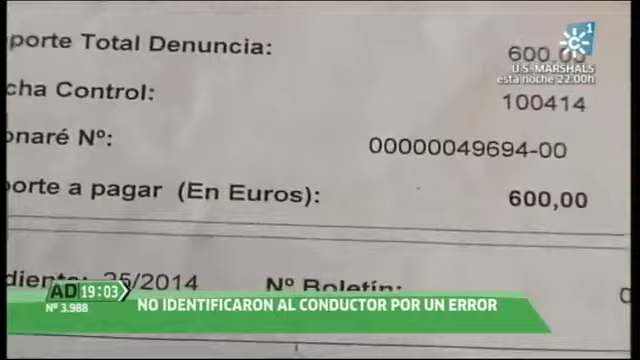 porte Total Denuncia:
600,00
1
U.S. MARSHALS
esta noche 22:00h
cha Control:
100414
onaré Nº:
00000049694-00
porte a pagar (En Euros):
600,00
diente: 25/2014
Nº Boletín:
AD 19:03
Nº 3.988
NO IDENTIFICARON AL CONDUCTOR POR UN ERROR